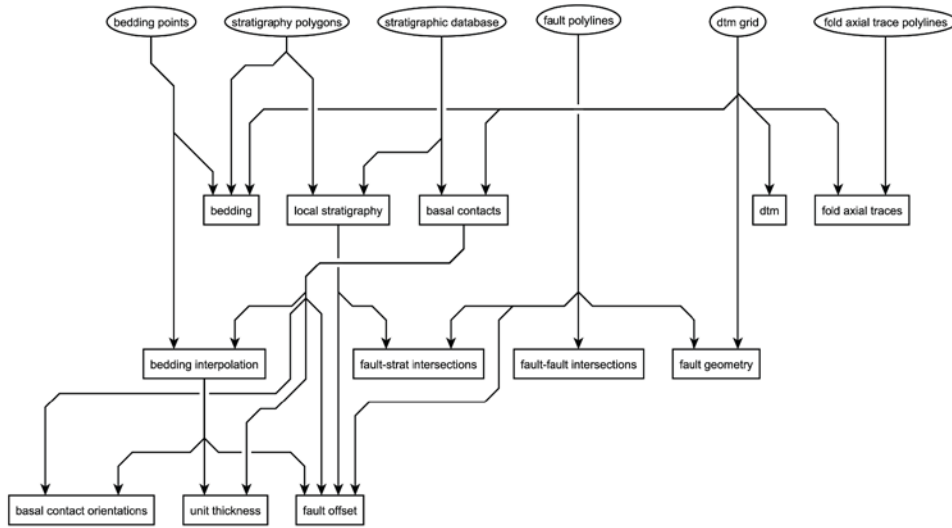 bedding points
stratigraphy polygons
stratigraphic database
fault polylines
dtm grid
fold axial trace polylines
bedding
local stratigraphy
basal contacts
dtm
fold axial traces
bedding interpolation
fault-strat intersections
fault-fault intersections
fault geometry
basal contact orientations
unit thickness
fault offset